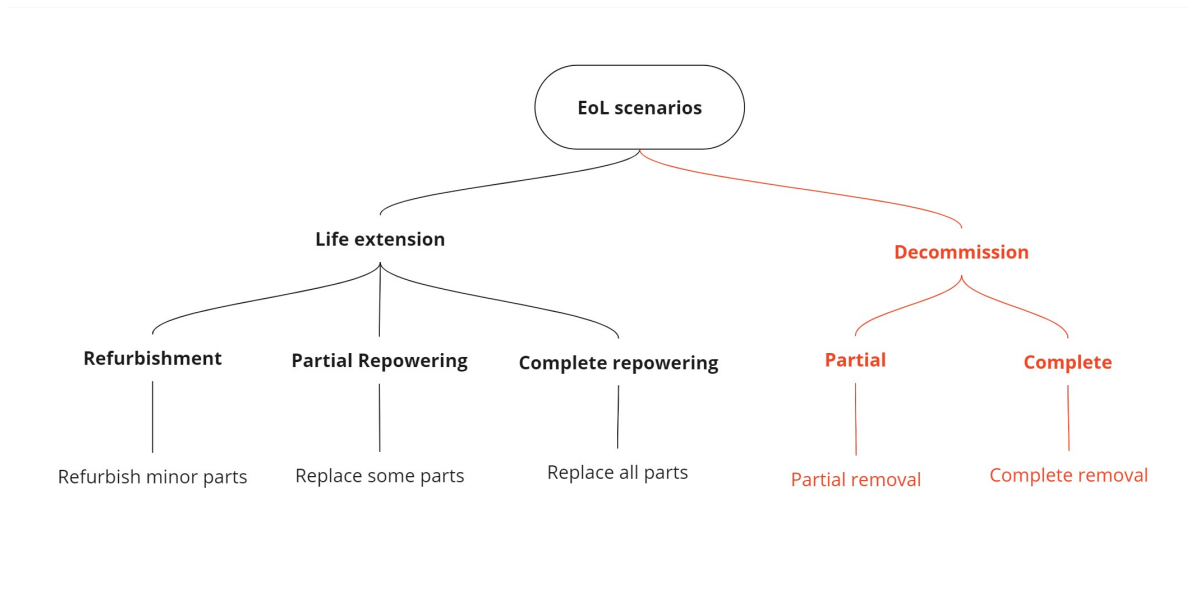 EoL scenarios
Life extension
Decommission
Refurbishment
Partial Repowering
Complete repowering
Partial
Complete
Refurbish minor parts
Replace some parts
Replace all parts
Partial removal
Complete removal